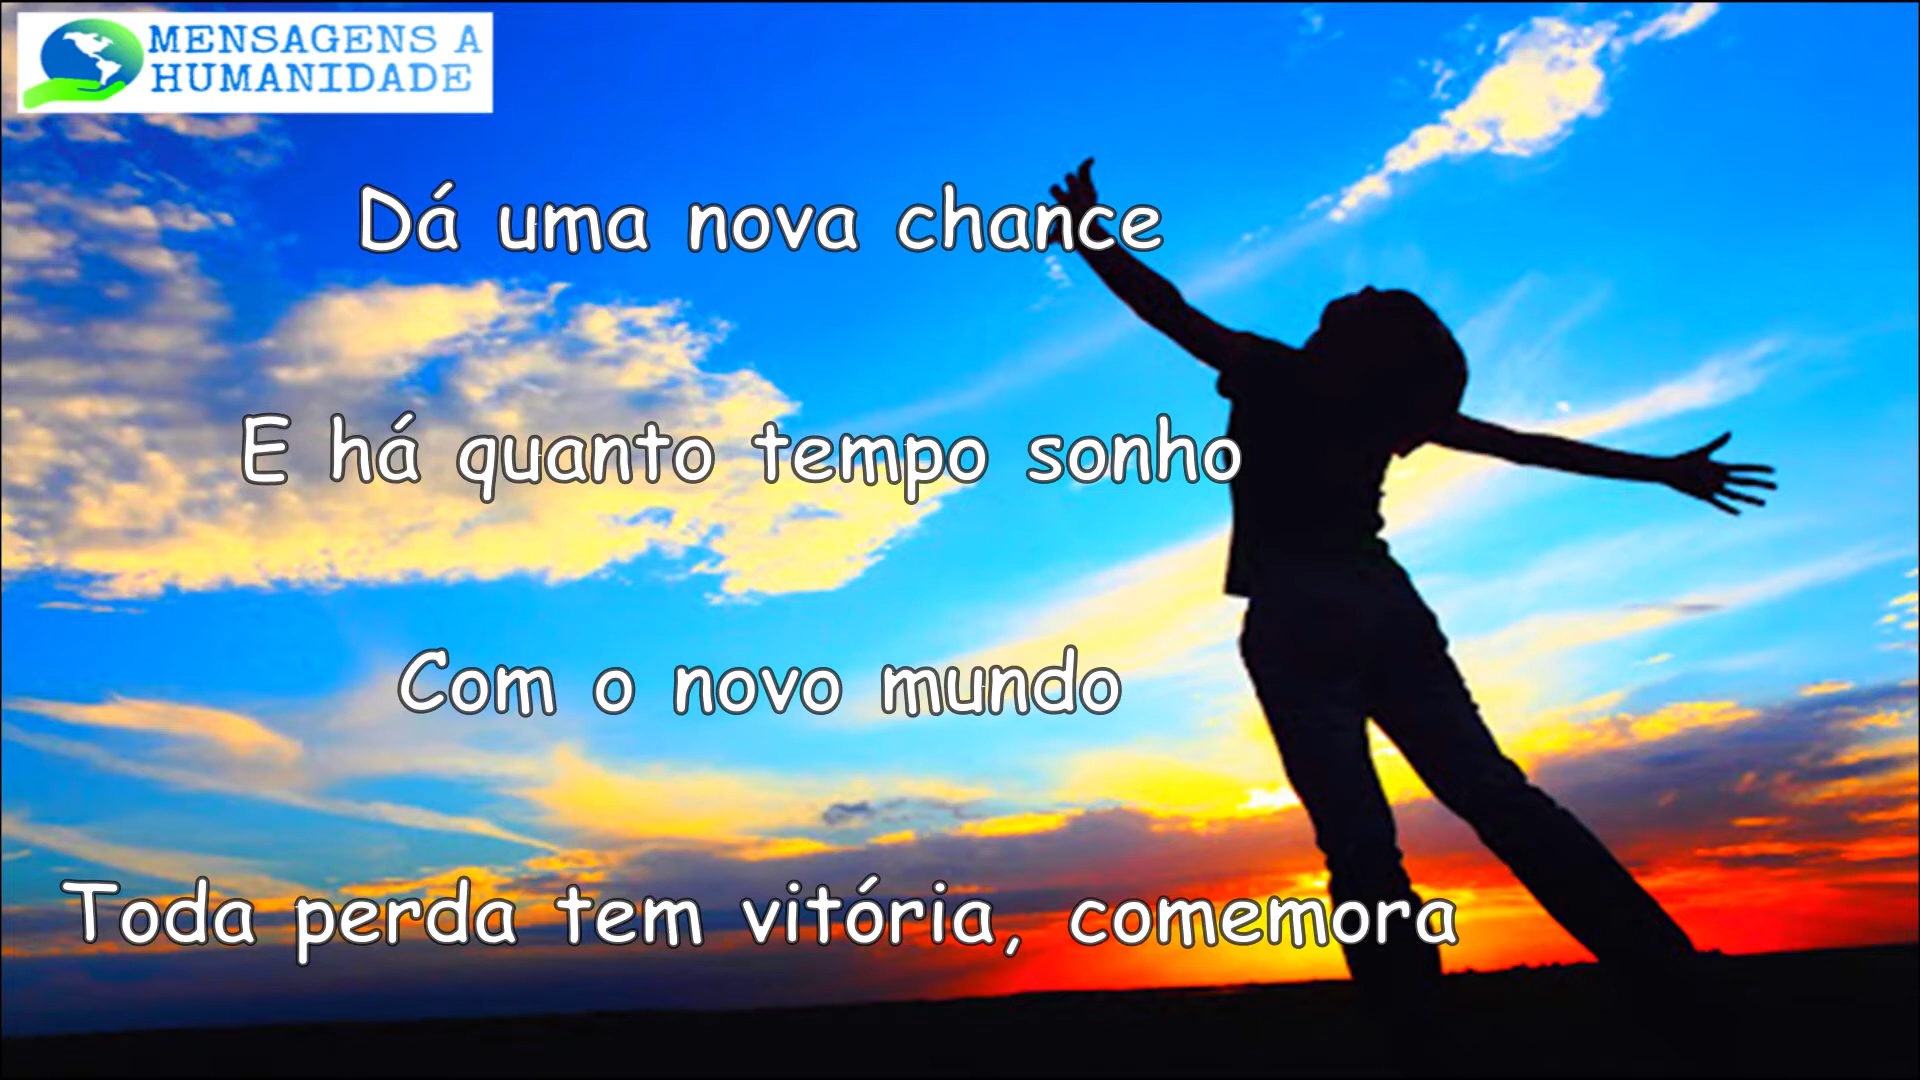 MENSAGENS A
HUMANIDADE
Dá uma nova chance
E há quanto tempo sonho
Com o novo mundo
Toda perda tem vitória, comemora